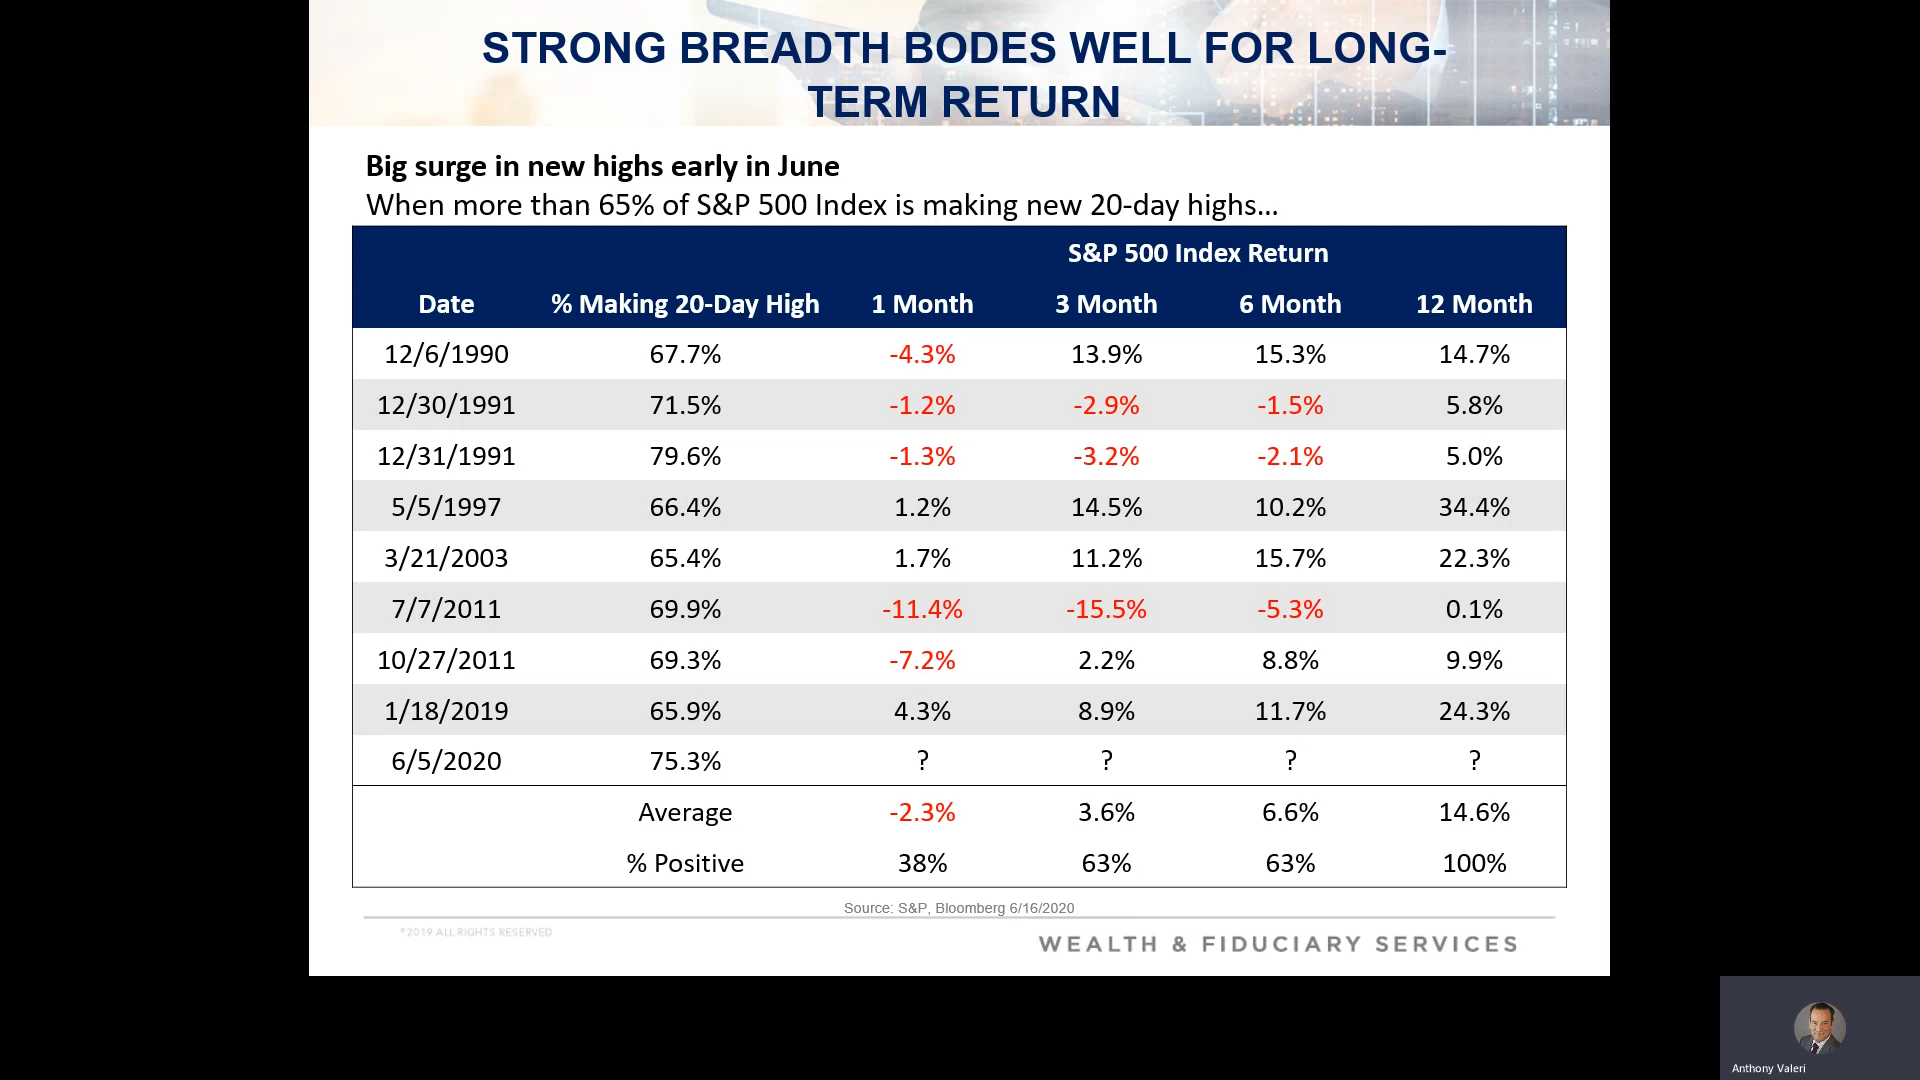 STRONG BREADTH BODES WELL FOR LONG-
TERM RETURN
Big surge in new highs early in June
When more than 65% of S&P 500 Index is making new 20-day highs...
S&P 500 Index Return
Date % Making 20-Day High 1 Month 3 Month 6 Month 12 Month
12/6/1990 67.7% -4.3% 13.9% 15.3% 14.7%
12/30/1991 71.5% -1.2% -2.9% -1.5% 5.8%
12/31/1991 79.6% -1.3% -3.2% -2.1% 5.0%
5/5/1997 66.4% 1.2% 14.5% 10.2% 34.4%
3/21/2003 65.4% 1.7% 11.2% 15.7% 22.3%
7/7/2011 69.9% -11.4% -15.5% -5.3% 0.1%
10/27/2011 69.3% -7.2% 2.2% 8.8% 9.9%
1/18/2019 65.9% 4.3% 8.9% 11.7% 24.3%
6/5/2020 75.3% ? ? ? ?
Average -2.3% 3.6% 6.6% 14.6%
% Positive 38% 63% 63% 100%
Source: S&P, Bloomberg 6/16/2020
©2019 ALL RIGHTS RESERVED
WEALTH & FIDUCIARY SERVICES
Anthony Valeri